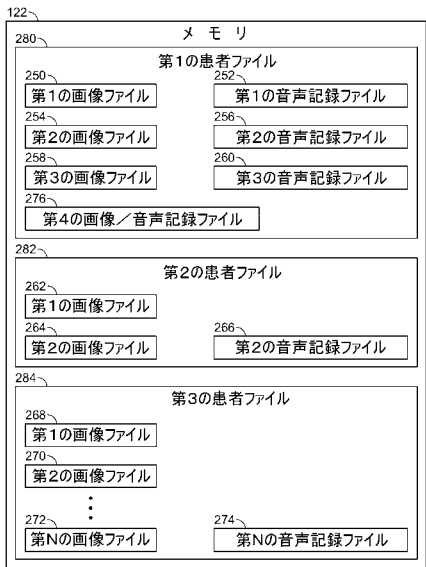 122
メモリ
280
第1の患者ファイル
250 252
第1の画像ファイル 第1の音声記録ファイル
254 256
第2の画像ファイル 第2の音声記録ファイル
258 260
第3の画像ファイル 第3の音声記録ファイル
276
第4の画像／音声記録ファイル
282
第2の患者ファイル
262
第1の画像ファイル
264 266
第2の画像ファイル 第2の音声記録ファイル
284
第3の患者ファイル
268
第1の画像ファイル
270
第2の画像ファイル
272 274
第Nの画像ファイル 第Nの音声記録ファイル